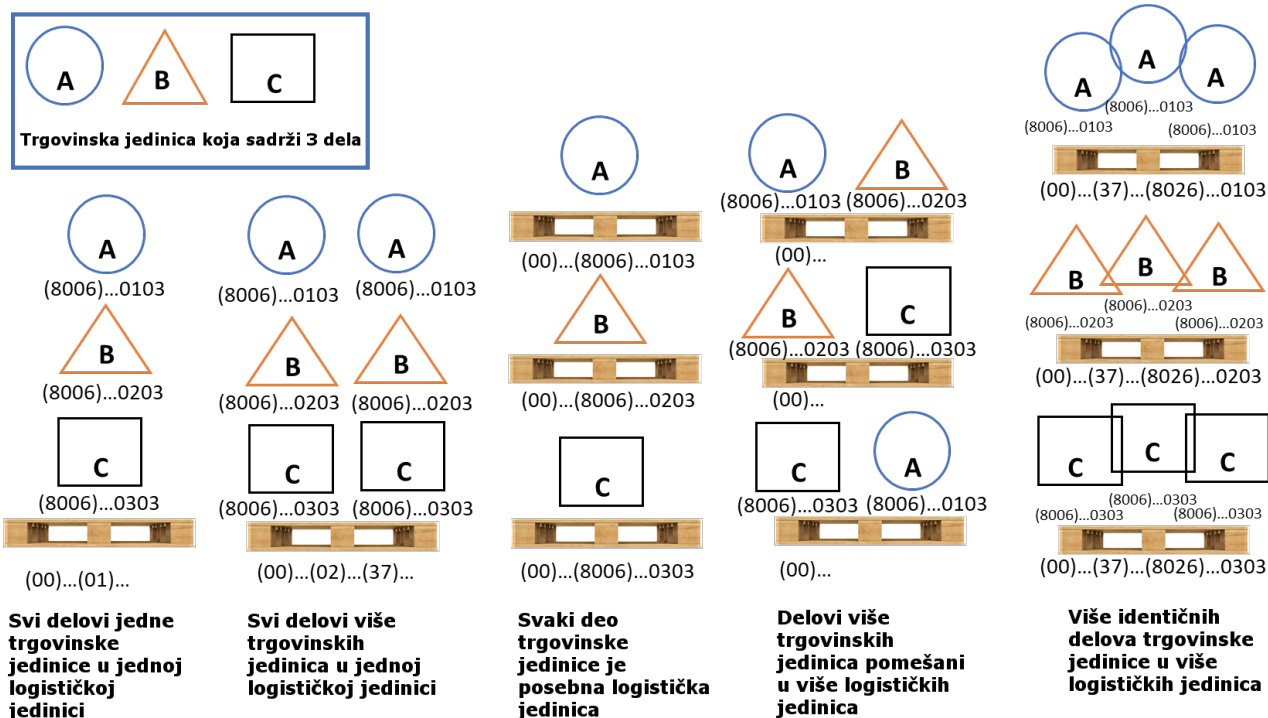 A B C
Trgovinska jedinica koja sadrži 3 dela
A
(8006)...0103
B
(8006)...0203
C
(8006)...0303
(00)...(01)...
Svi delovi jedne
trgovinske
jedinice u jednoj
logističkoj
jedinici
A A
(8006)...0103 (8006)...0103
B B
(8006)...0203 (8006)...0203
C C
(8006)...0303 (8006)...0303
(00)...(02)...(37)...
Svi delovi više
trgovinskih
jedinica u jednoj
logističkoj jedinici
A
(00)...(8006)...0103
B
(00)...(8006)...0203
C
(00)...(8006)...0303
Svaki deo
trgovinske
jedinice je
posebna logistička
jedinica
A B
(8006)...0103 (8006)...0203
(00)...
B C
(8006)...0203 (8006)...0303
(00)...
C A
(8006)...0303 (8006)...0103
(00)...
Delovi više
trgovinskih
jedinica pomešani
u više logističkih
jedinica
A A A
(8006)...0103
(8006)...0103 (8006)...0103
(00)...(37)...(8026)...0103
B B B
(8006)...0203
(8006)...0203 (8006)...0203
(00)...(37)...(8026)...0203
C C C
(8006)...0303
(8006)...0303 (8006)...0303
(00)...(37)...(8026)...0303
Više identičnih
delova trgovinske
jedinice u više
logističkih jedinica